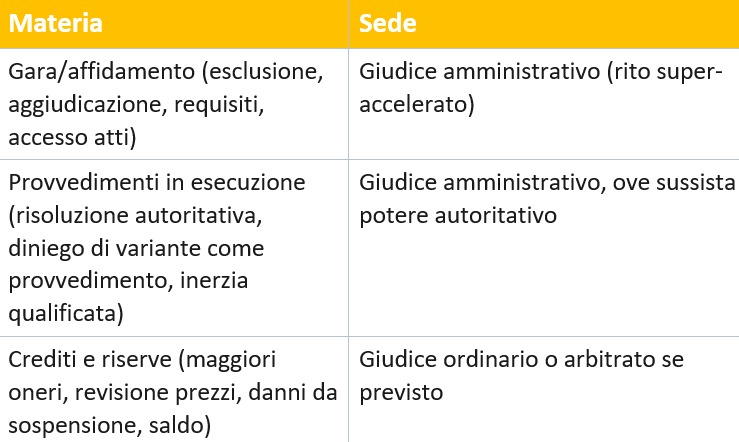 Materia
Sede
Gara/affidamento (esclusione,
aggiudicazione, requisiti,
accesso atti)
Giudice amministrativo (rito super-
accelerato)
Provvedimenti in esecuzione
(risoluzione autoritativa,
diniego di variante come
provvedimento, inerzia
qualificata)
Giudice amministrativo, ove sussista
potere autoritativo
Crediti e riserve (maggiori
oneri, revisione prezzi, danni da
sospensione, saldo)
Giudice ordinario o arbitrato se
previsto